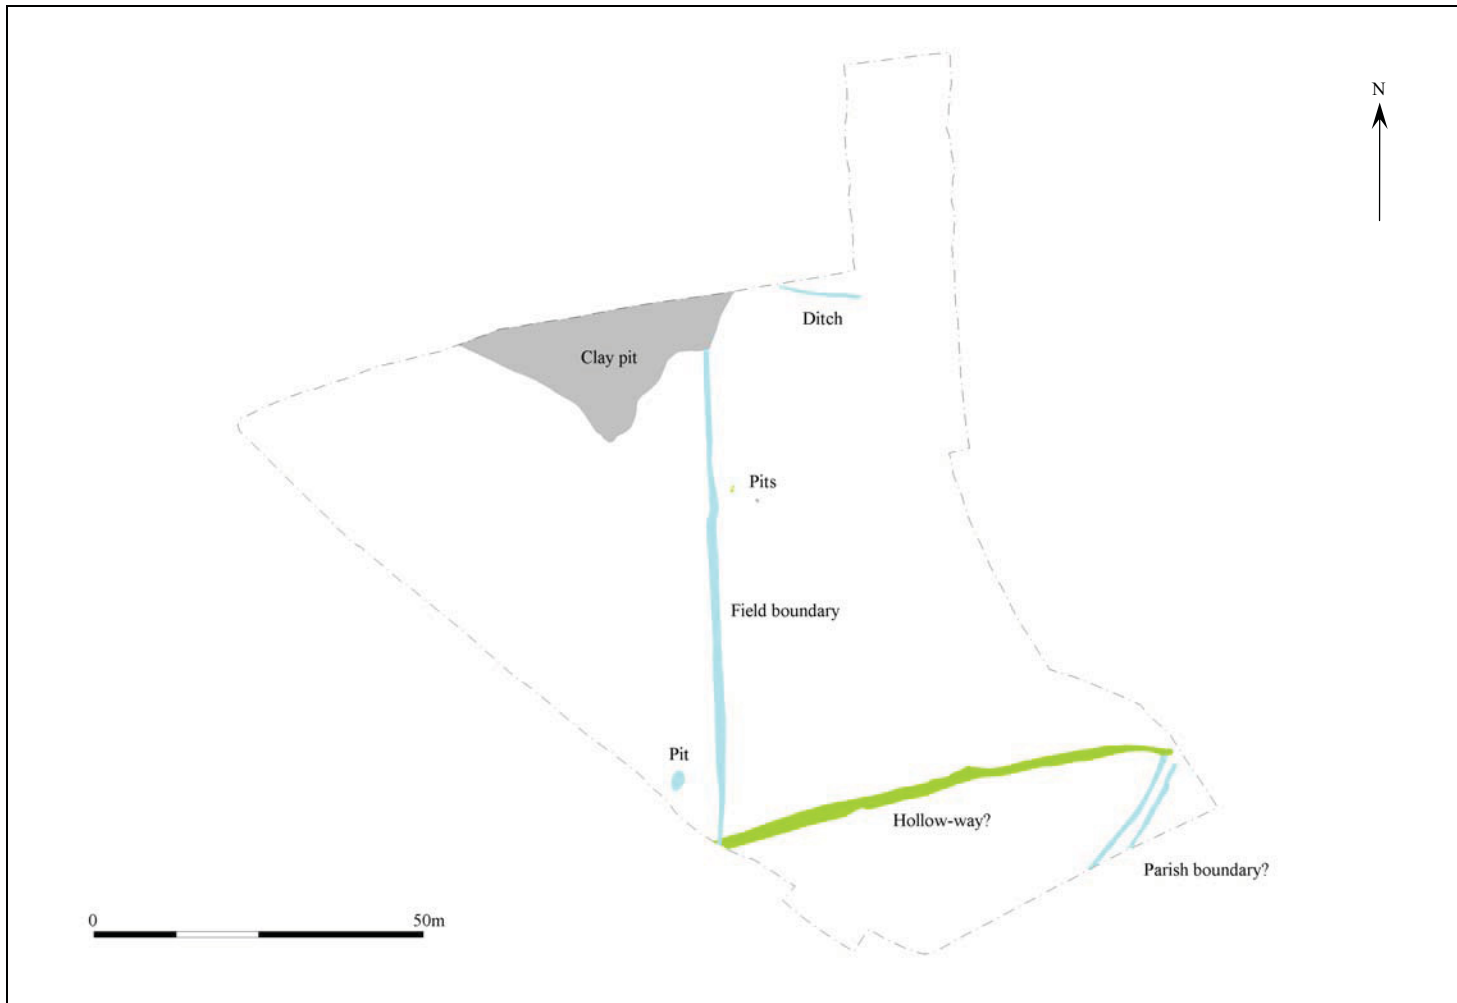 N
Ditch
Clay pit
Pits
Field boundary
Pit
Hollow-way?
Parish boundary?
0 50m